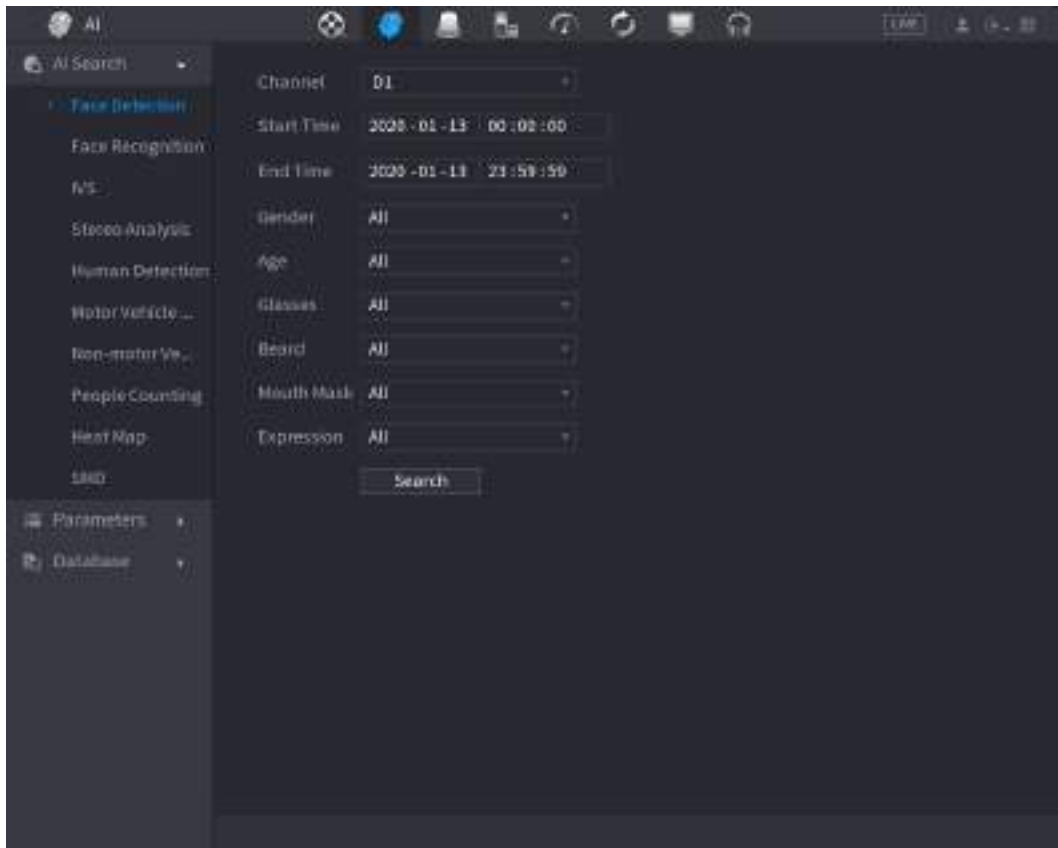 AI
LIVE
AI Search
Face Detection
Face Recognition
IVS
Stereo Analysis
Human Detection
Motor Vehicle ...
Non-motor Ve...
People Counting
Heat Map
SMD
Parameters
Database
Channel D1
Start Time 2020 -01 -13 00 :00 :00
End Time 2020 -01 -13 23 :59 :59
Gender All
Age All
Glasses All
Beard All
Mouth Mask All
Expression All
Search